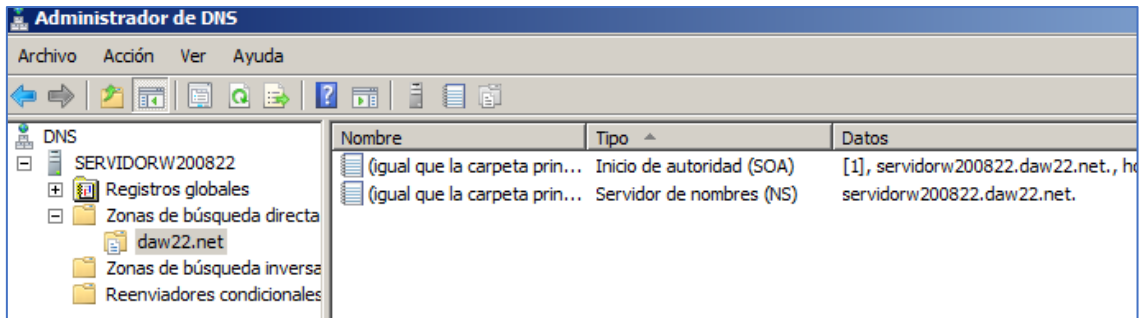 Administrador de DNS
Archivo Acción Ver Ayuda
DNS
SERVIDORW200822
Registros globales
Zonas de búsqueda directa
daw22.net
Zonas de búsqueda inversa
Reenviadores condicionales
Nombre Tipo Datos
(igual que la carpeta prin... Inicio de autoridad (SOA) [1], servidorw200822.daw22.net., ho
(igual que la carpeta prin... Servidor de nombres (NS) servidorw200822.daw22.net.